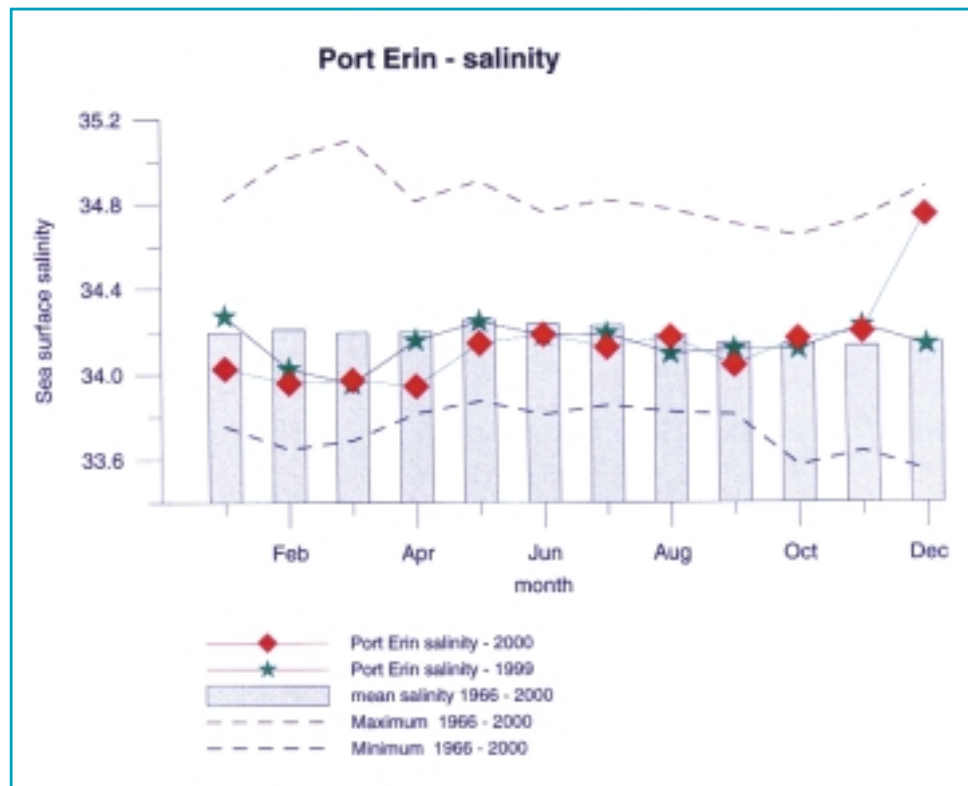 Port Erin - salinity
35.2
34.8
34.4
34.0
33.6
Sea surface salinity
Feb Apr Jun Aug Oct Dec
month
Port Erin salinity - 2000
Port Erin salinity - 1999
mean salinity 1966 - 2000
Maximum 1966 - 2000
Minimum 1966 - 2000